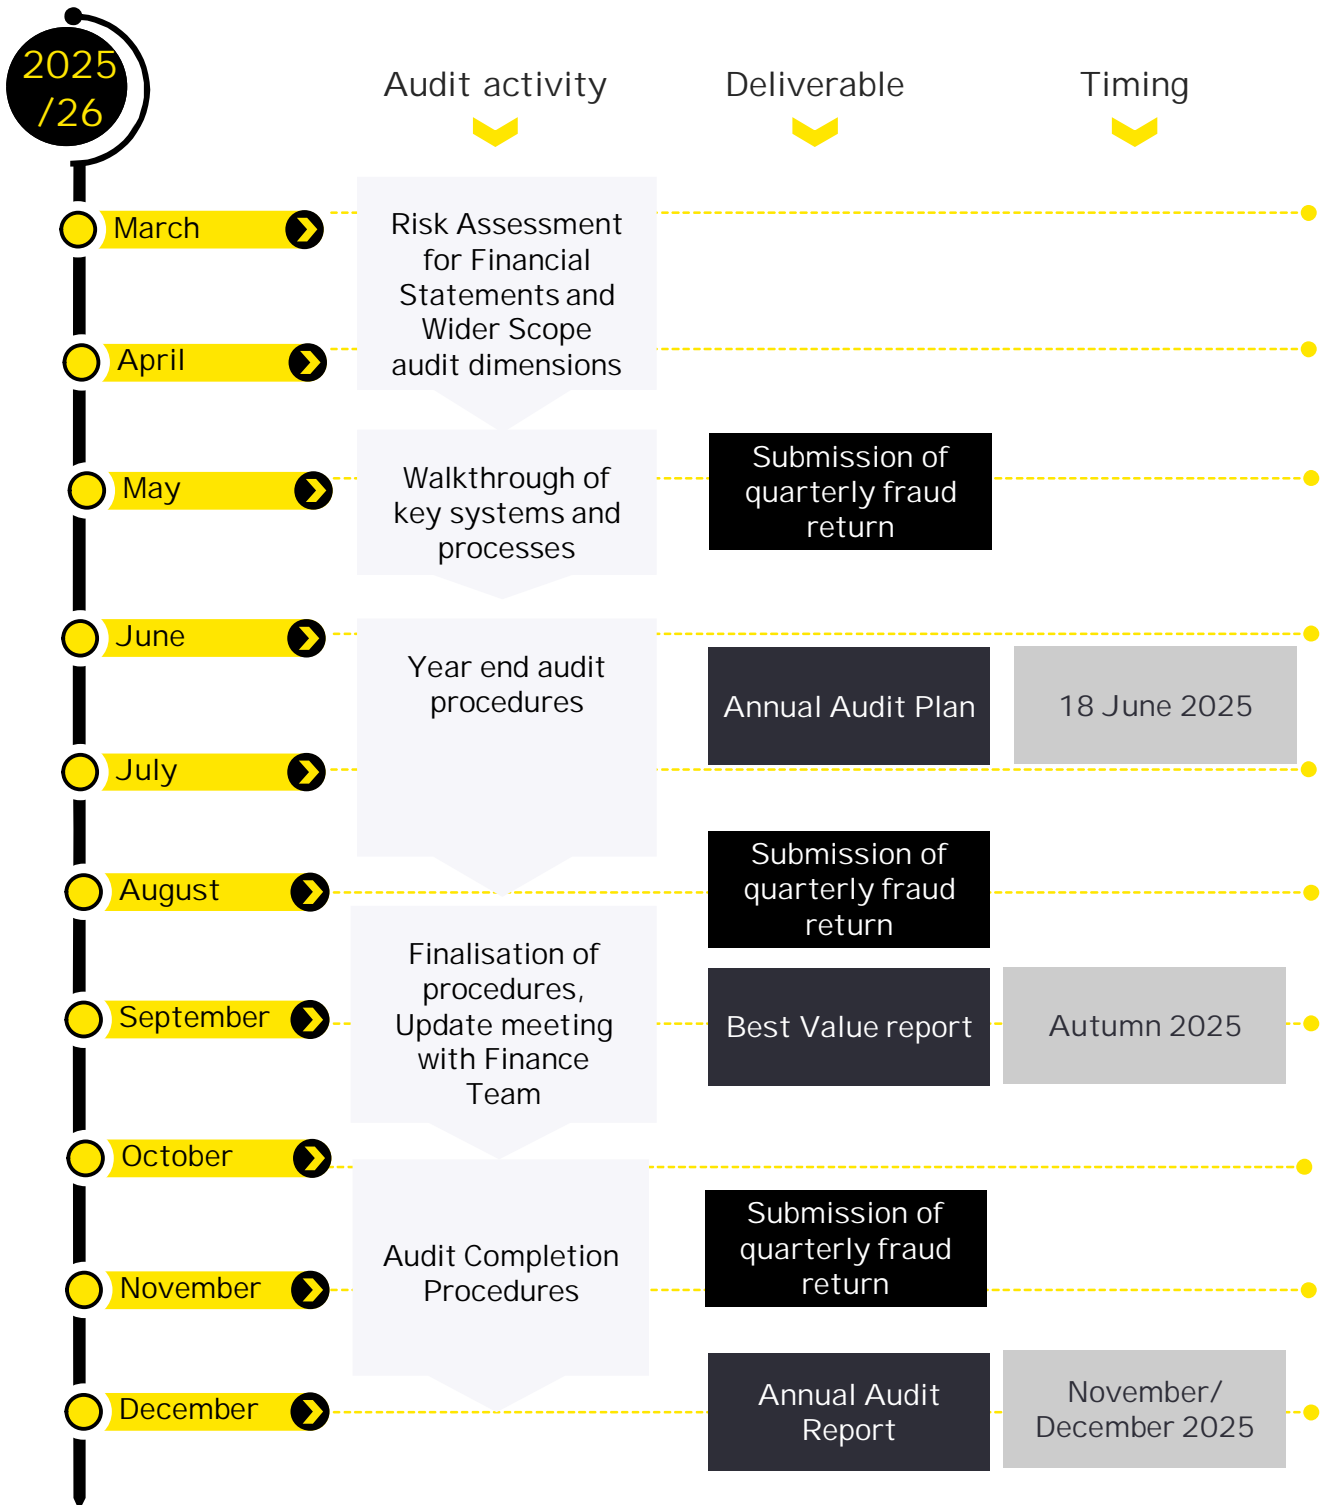 2025
/26
Audit activity
Deliverable
Timing
March
Risk Assessment
for Financial
Statements and
Wider Scope
audit dimensions
April
May
Walkthrough of
key systems and
processes
Submission of
quarterly fraud
return
June
Year end audit
procedures
Annual Audit Plan
18 June 2025
July
August
Submission of
quarterly fraud
return
Finalisation of
procedures,
Update meeting
with Finance
Team
September
Best Value report
Autumn 2025
October
Audit Completion
Procedures
Submission of
quarterly fraud
return
November
December
Annual Audit
Report
November/
December 2025